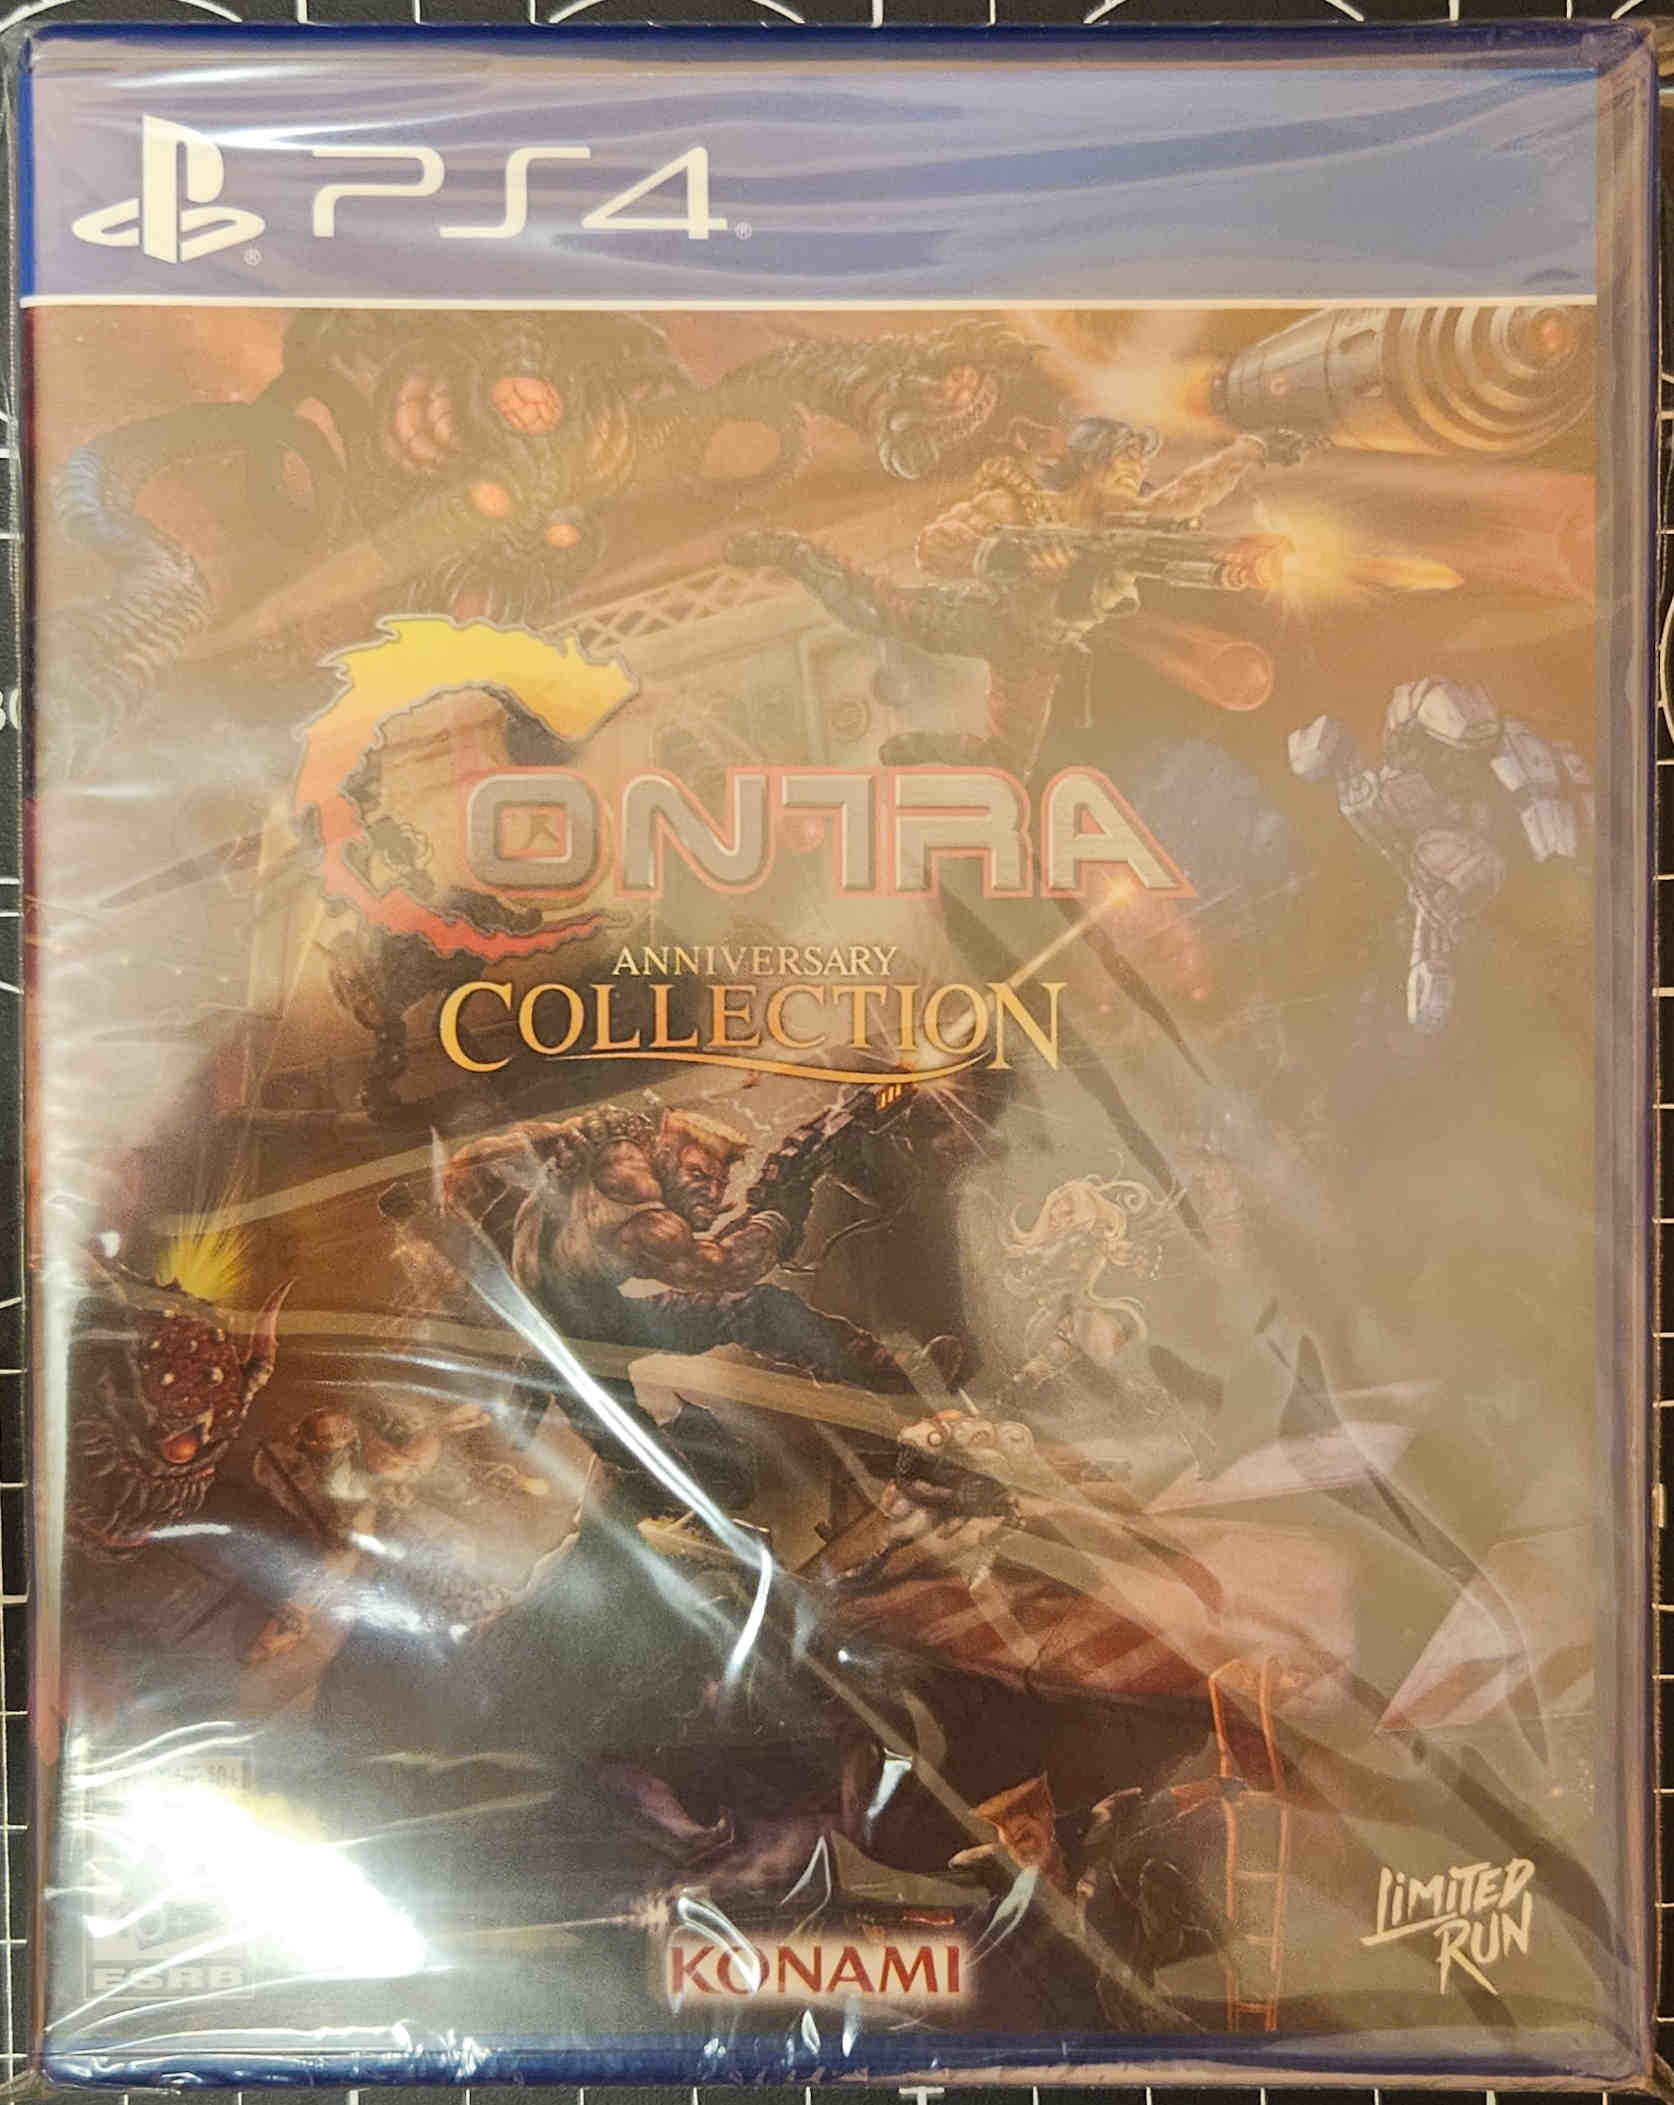 PS4
CONTRA
ANNIVERSARY
COLLECTION
KONAMI
LIMITED
RUN
ESRB